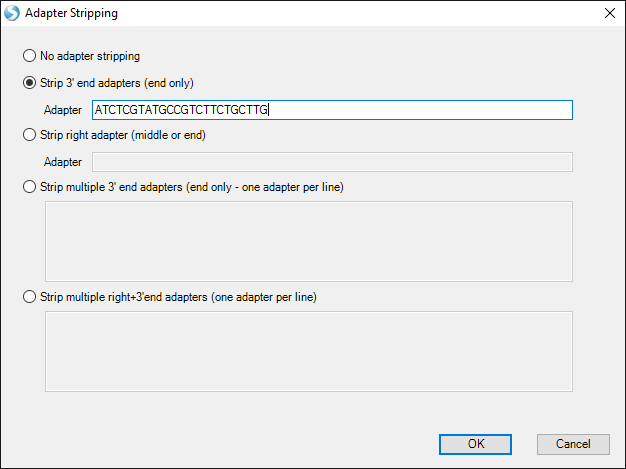 Adapter Stripping
No adapter stripping
Strip 3' end adapters (end only)
Adapter ATCTCGTATGCCGTCTTCTGCTTG
Strip right adapter (middle or end)
Adapter
Strip multiple 3' end adapters (end only - one adapter per line)
Strip multiple right+3'end adapters (one adapter per line)
OK Cancel